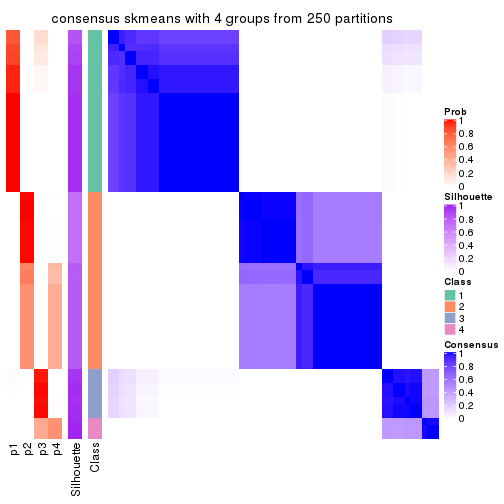 consensus skmeans with 4 groups from 250 partitions
Prob
1
0.8
0.6
0.4
0.2
0
Silhouette
1
0.8
0.6
0.4
0.2
0
Class
1
2
3
4
Consensus
1
0.8
0.6
0.4
0.2
0
p1
p2
p3
p4
Silhouette
Class